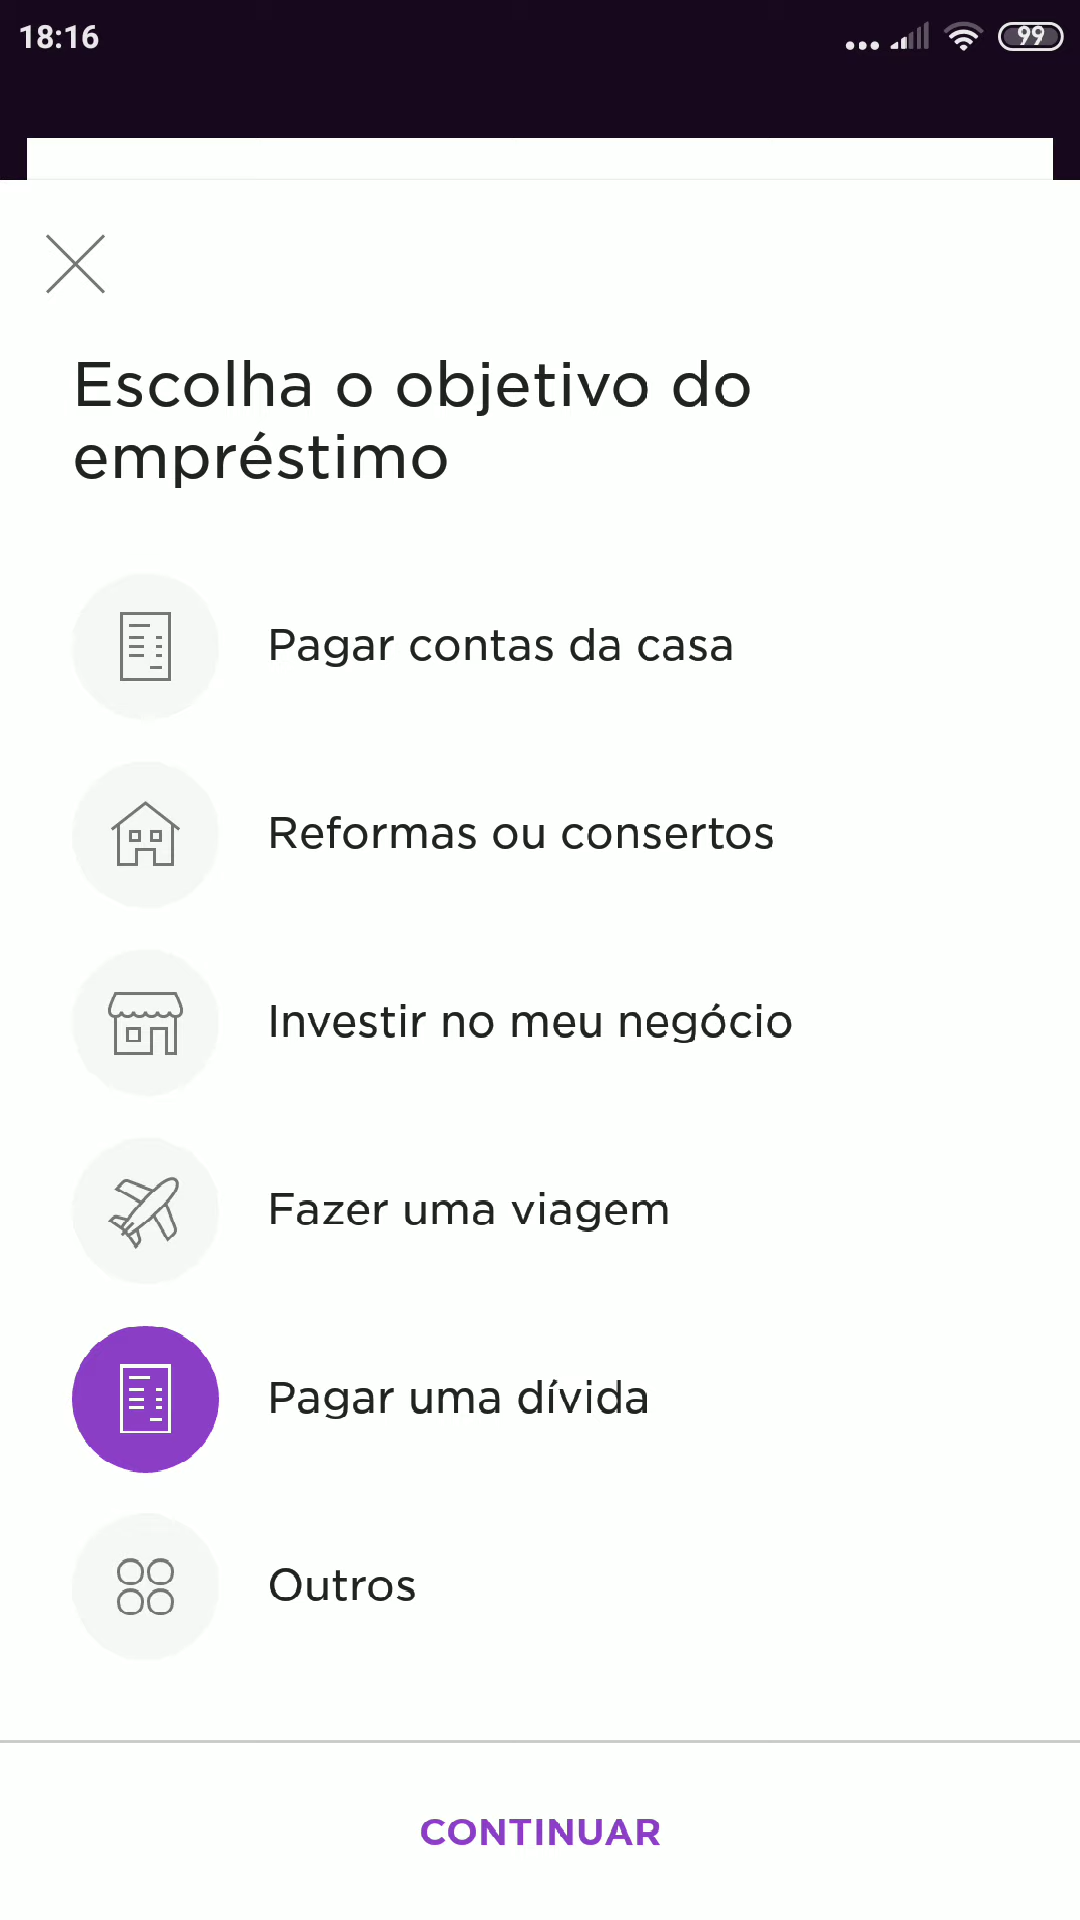 18:16
99
Escolha o objetivo do
empréstimo
Pagar contas da casa
Reformas ou consertos
Investir no meu negócio
Fazer uma viagem
Pagar uma dívida
Outros
CONTINUAR